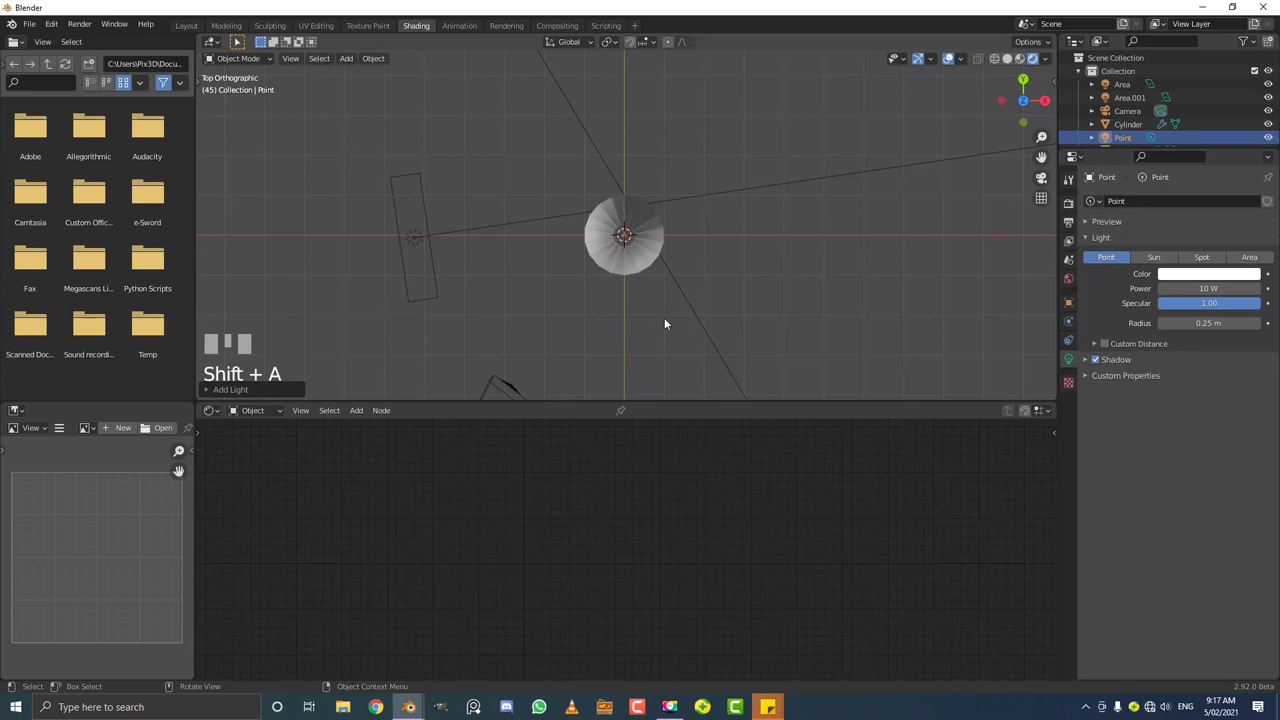 Blender
File Edit Render Window Help Layout Modeling Sculpting UV Editing Texture Paint Shading Animation Rendering Compositing Scripting + Scene View Layer
View Select C:\Users\Pix3D\Docu... Global Options
Object Mode View Select Add Object
Top Orthographic
(45) Collection | Point
Y
Z X
Scene Collection
Collection
Area
Area.001
Camera
Cylinder
Point
Adobe Allegorithmic Audacity
Camtasia Custom Offic... e-Sword
Fax Megascans Li... Python Scripts
Scanned Doc... Sound recordi... Temp
Point Point
Point
Preview
Light
Point Sun Spot Area
Color
Power 10 W
Specular 1.00
Radius 0.25 m
Custom Distance
Shadow
Custom Properties
Shift + A
Add Light
Object View Select Add Node
View New Open
Select Box Select Rotate View Object Context Menu 2.92.0 Beta
Type here to search
ENG
9:17 AM
5/02/2021